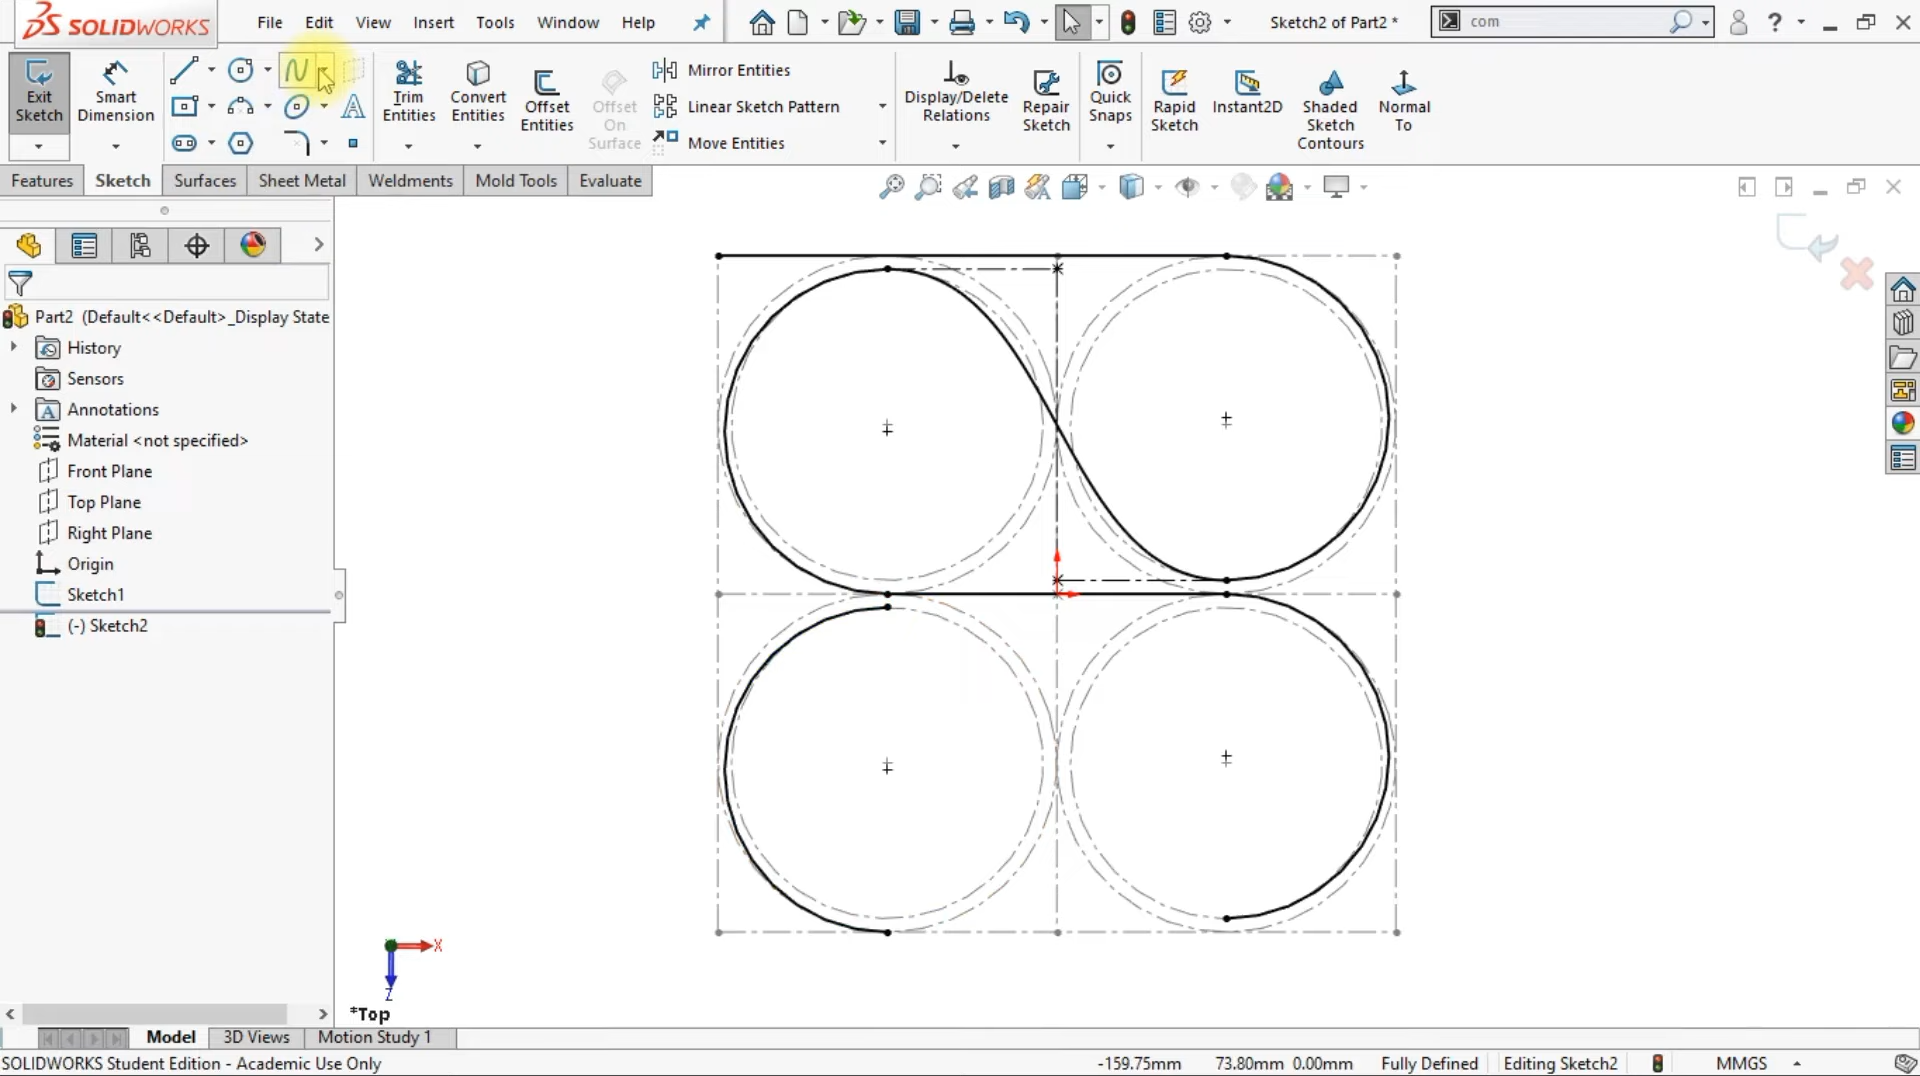 SOLIDWORKS
File Edit View Insert Tools Window Help
Sketch2 of Part2 *
com
Exit Sketch
Smart Dimension
Trim Entities
Convert Entities
Offset Entities
Offset On Surface
Mirror Entities
Linear Sketch Pattern
Move Entities
Display/Delete Relations
Repair Sketch
Quick Snaps
Rapid Sketch
Instant2D
Shaded Sketch Contours
Normal To
Features Sketch Surfaces Sheet Metal Weldments Mold Tools Evaluate
Part2 (Default<<Default>_Display State
History
Sensors
Annotations
Material <not specified>
Front Plane
Top Plane
Right Plane
Origin
Sketch1
(-) Sketch2
X
Z
*Top
Model 3D Views Motion Study 1
SOLIDWORKS Student Edition - Academic Use Only
-159.75mm 73.80mm 0.00mm Fully Defined Editing Sketch2 MMGS